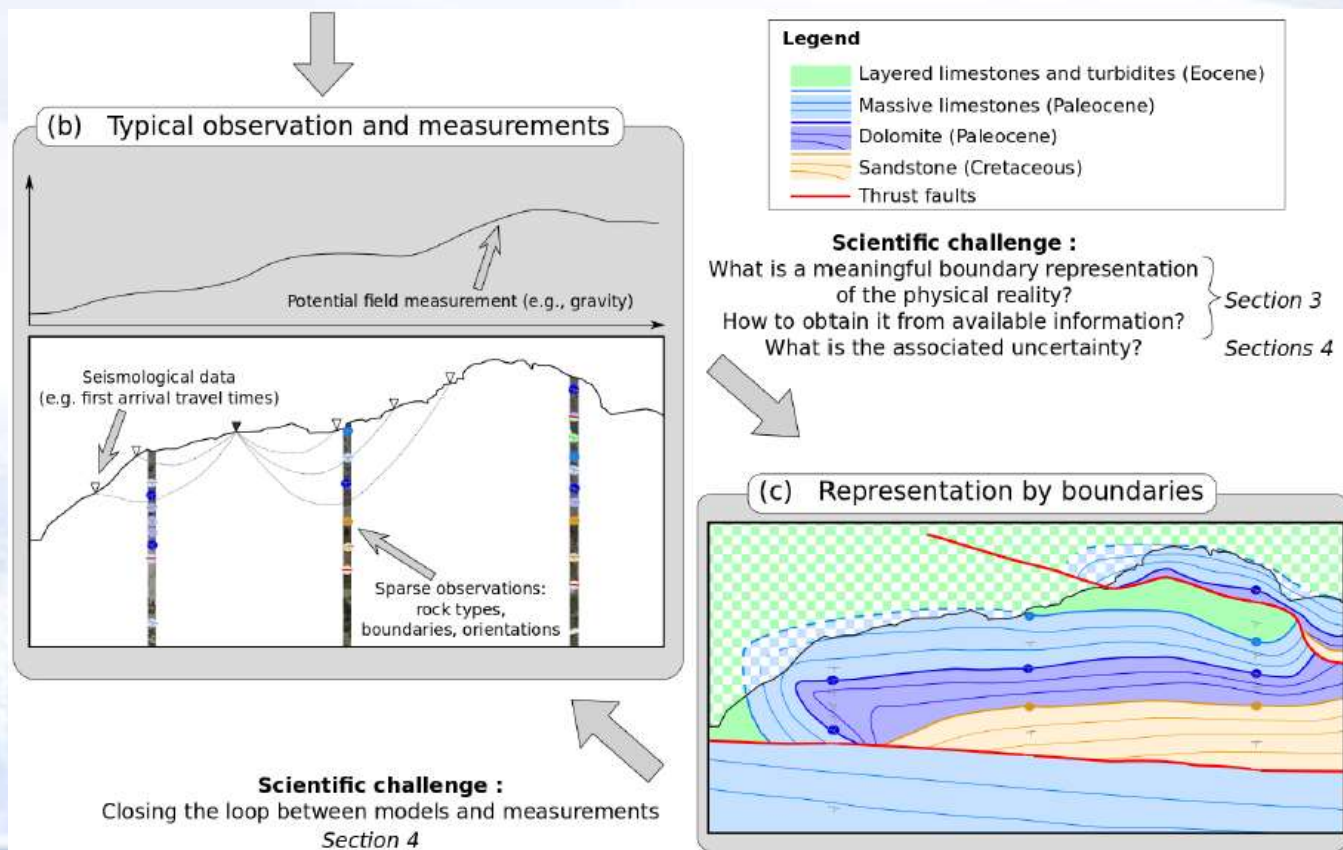 (b) Typical observation and measurements
Potential field measurement (e.g., gravity)
Seismological data
(e.g. first arrival travel times)
Sparse observations:
rock types,
boundaries, orientations
Legend
Layered limestones and turbidites (Eocene)
Massive limestones (Paleocene)
Dolomite (Paleocene)
Sandstone (Cretaceous)
Thrust faults
Scientific challenge :
What is a meaningful boundary representation
of the physical reality?
How to obtain it from available information?
Section 3
What is the associated uncertainty?
Sections 4
(c) Representation by boundaries
Scientific challenge :
Closing the loop between models and measurements
Section 4